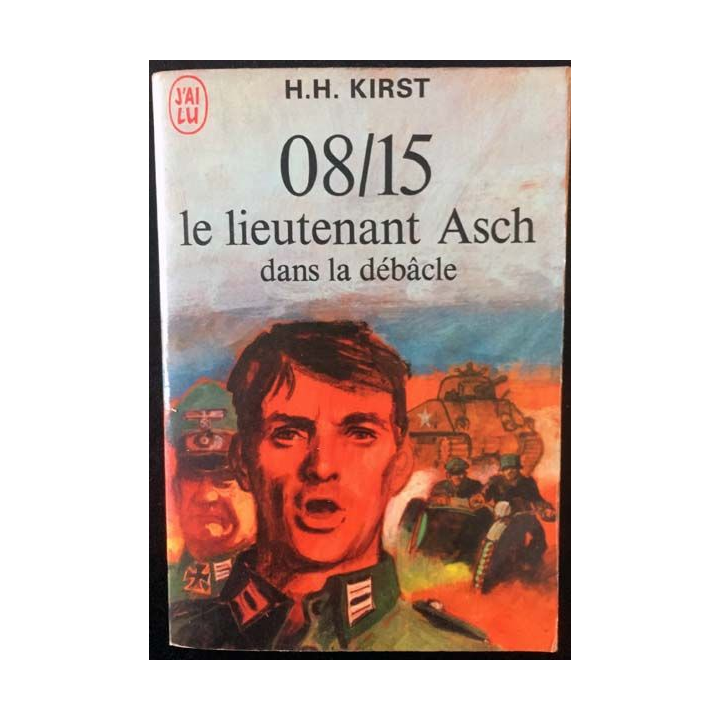 J'AI
LU
H.H. KIRST
08/15
le lieutenant Asch
dans la débâcle